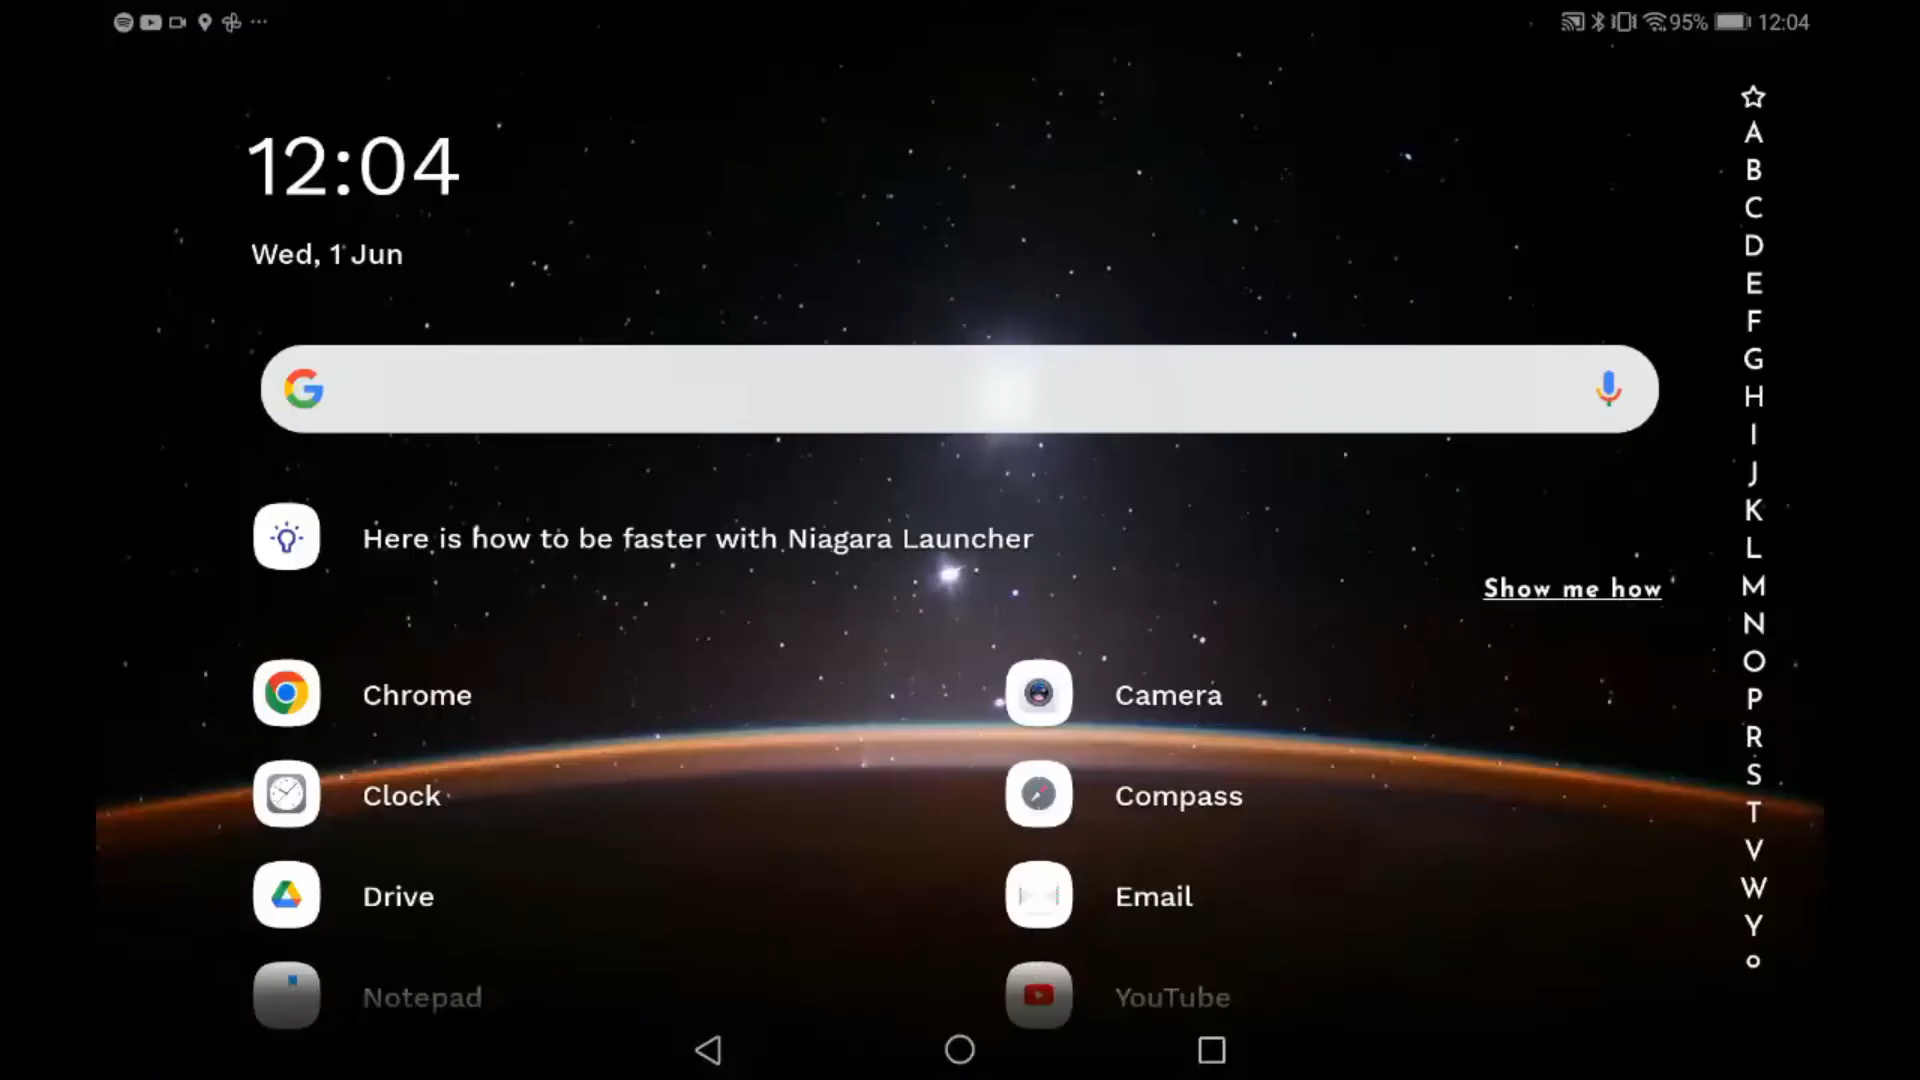 95% 12:04
12:04
Wed, 1 Jun
Here is how to be faster with Niagara Launcher
Show me how
Chrome
Camera
Clock
Compass
Drive
Email
Notepad
YouTube
A
B
C
D
E
F
G
H
I
J
K
L
M
N
O
P
R
S
T
V
W
Y